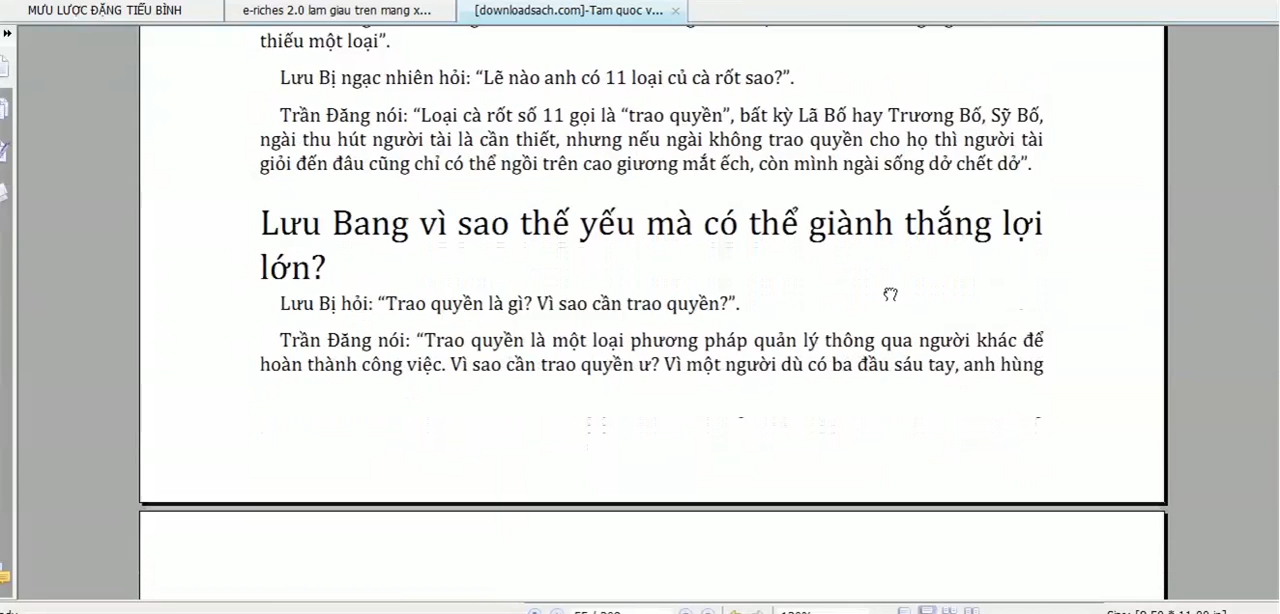 MƯU LƯỢC ĐẶNG TIỂU BÌNH
e-riches 2.0 lam giau tren mang x...
[downloadsach.com]-Tam quoc v...
thiếu một loại”.
Lưu Bị ngạc nhiên hỏi: “Lẽ nào anh có 11 loại củ cà rốt sao?”.
Trần Đăng nói: “Loại cà rốt số 11 gọi là “trao quyền”, bất kỳ Lã Bố hay Trương Bố, Sỹ Bố,
ngài thu hút người tài là cần thiết, nhưng nếu ngài không trao quyền cho họ thì người tài
giỏi đến đâu cũng chỉ có thể ngồi trên cao giương mắt ếch, còn mình ngài sống dở chết dở”.
Lưu Bang vì sao thế yếu mà có thể giành thắng lợi
lớn?
Lưu Bị hỏi: “Trao quyền là gì? Vì sao cần trao quyền?”.
Trần Đăng nói: “Trao quyền là một loại phương pháp quản lý thông qua người khác để
hoàn thành công việc. Vì sao cần trao quyền ư? Vì một người dù có ba đầu sáu tay, anh hùng